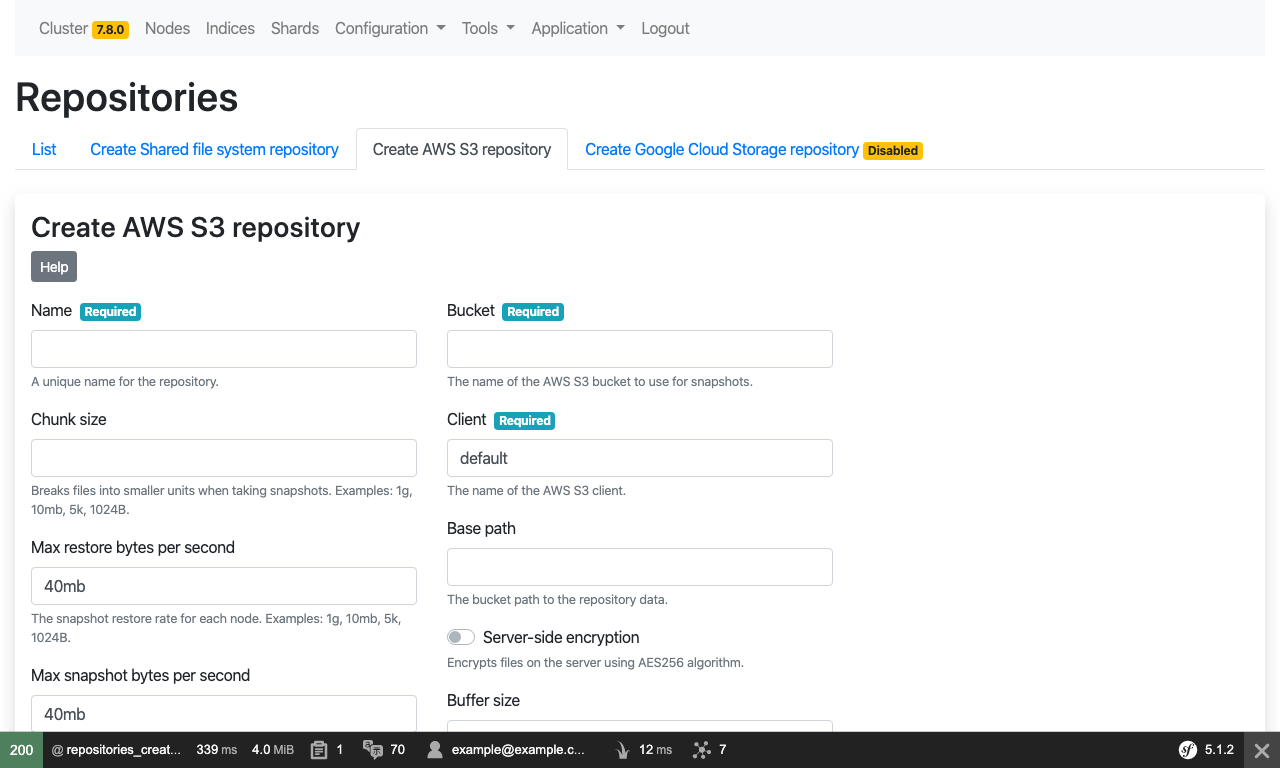 Cluster 7.8.0 Nodes Indices Shards Configuration Tools Application Logout
Repositories
List Create Shared file system repository Create AWS S3 repository Create Google Cloud Storage repository Disabled
Create AWS S3 repository
Help
Name Required
A unique name for the repository.
Chunk size
Breaks files into smaller units when taking snapshots. Examples: 1g,
10mb, 5k, 1024B.
Max restore bytes per second
40mb
The snapshot restore rate for each node. Examples: 1g, 10mb, 5k,
1024B.
Max snapshot bytes per second
40mb
Bucket Required
The name of the AWS S3 bucket to use for snapshots.
Client Required
default
The name of the AWS S3 client.
Base path
The bucket path to the repository data.
Server-side encryption
Encrypts files on the server using AES256 algorithm.
Buffer size
200 @ repositories_creat... 339 ms 4.0 MiB 1 70 example@example.c... 12 ms 7 sf 5.1.2